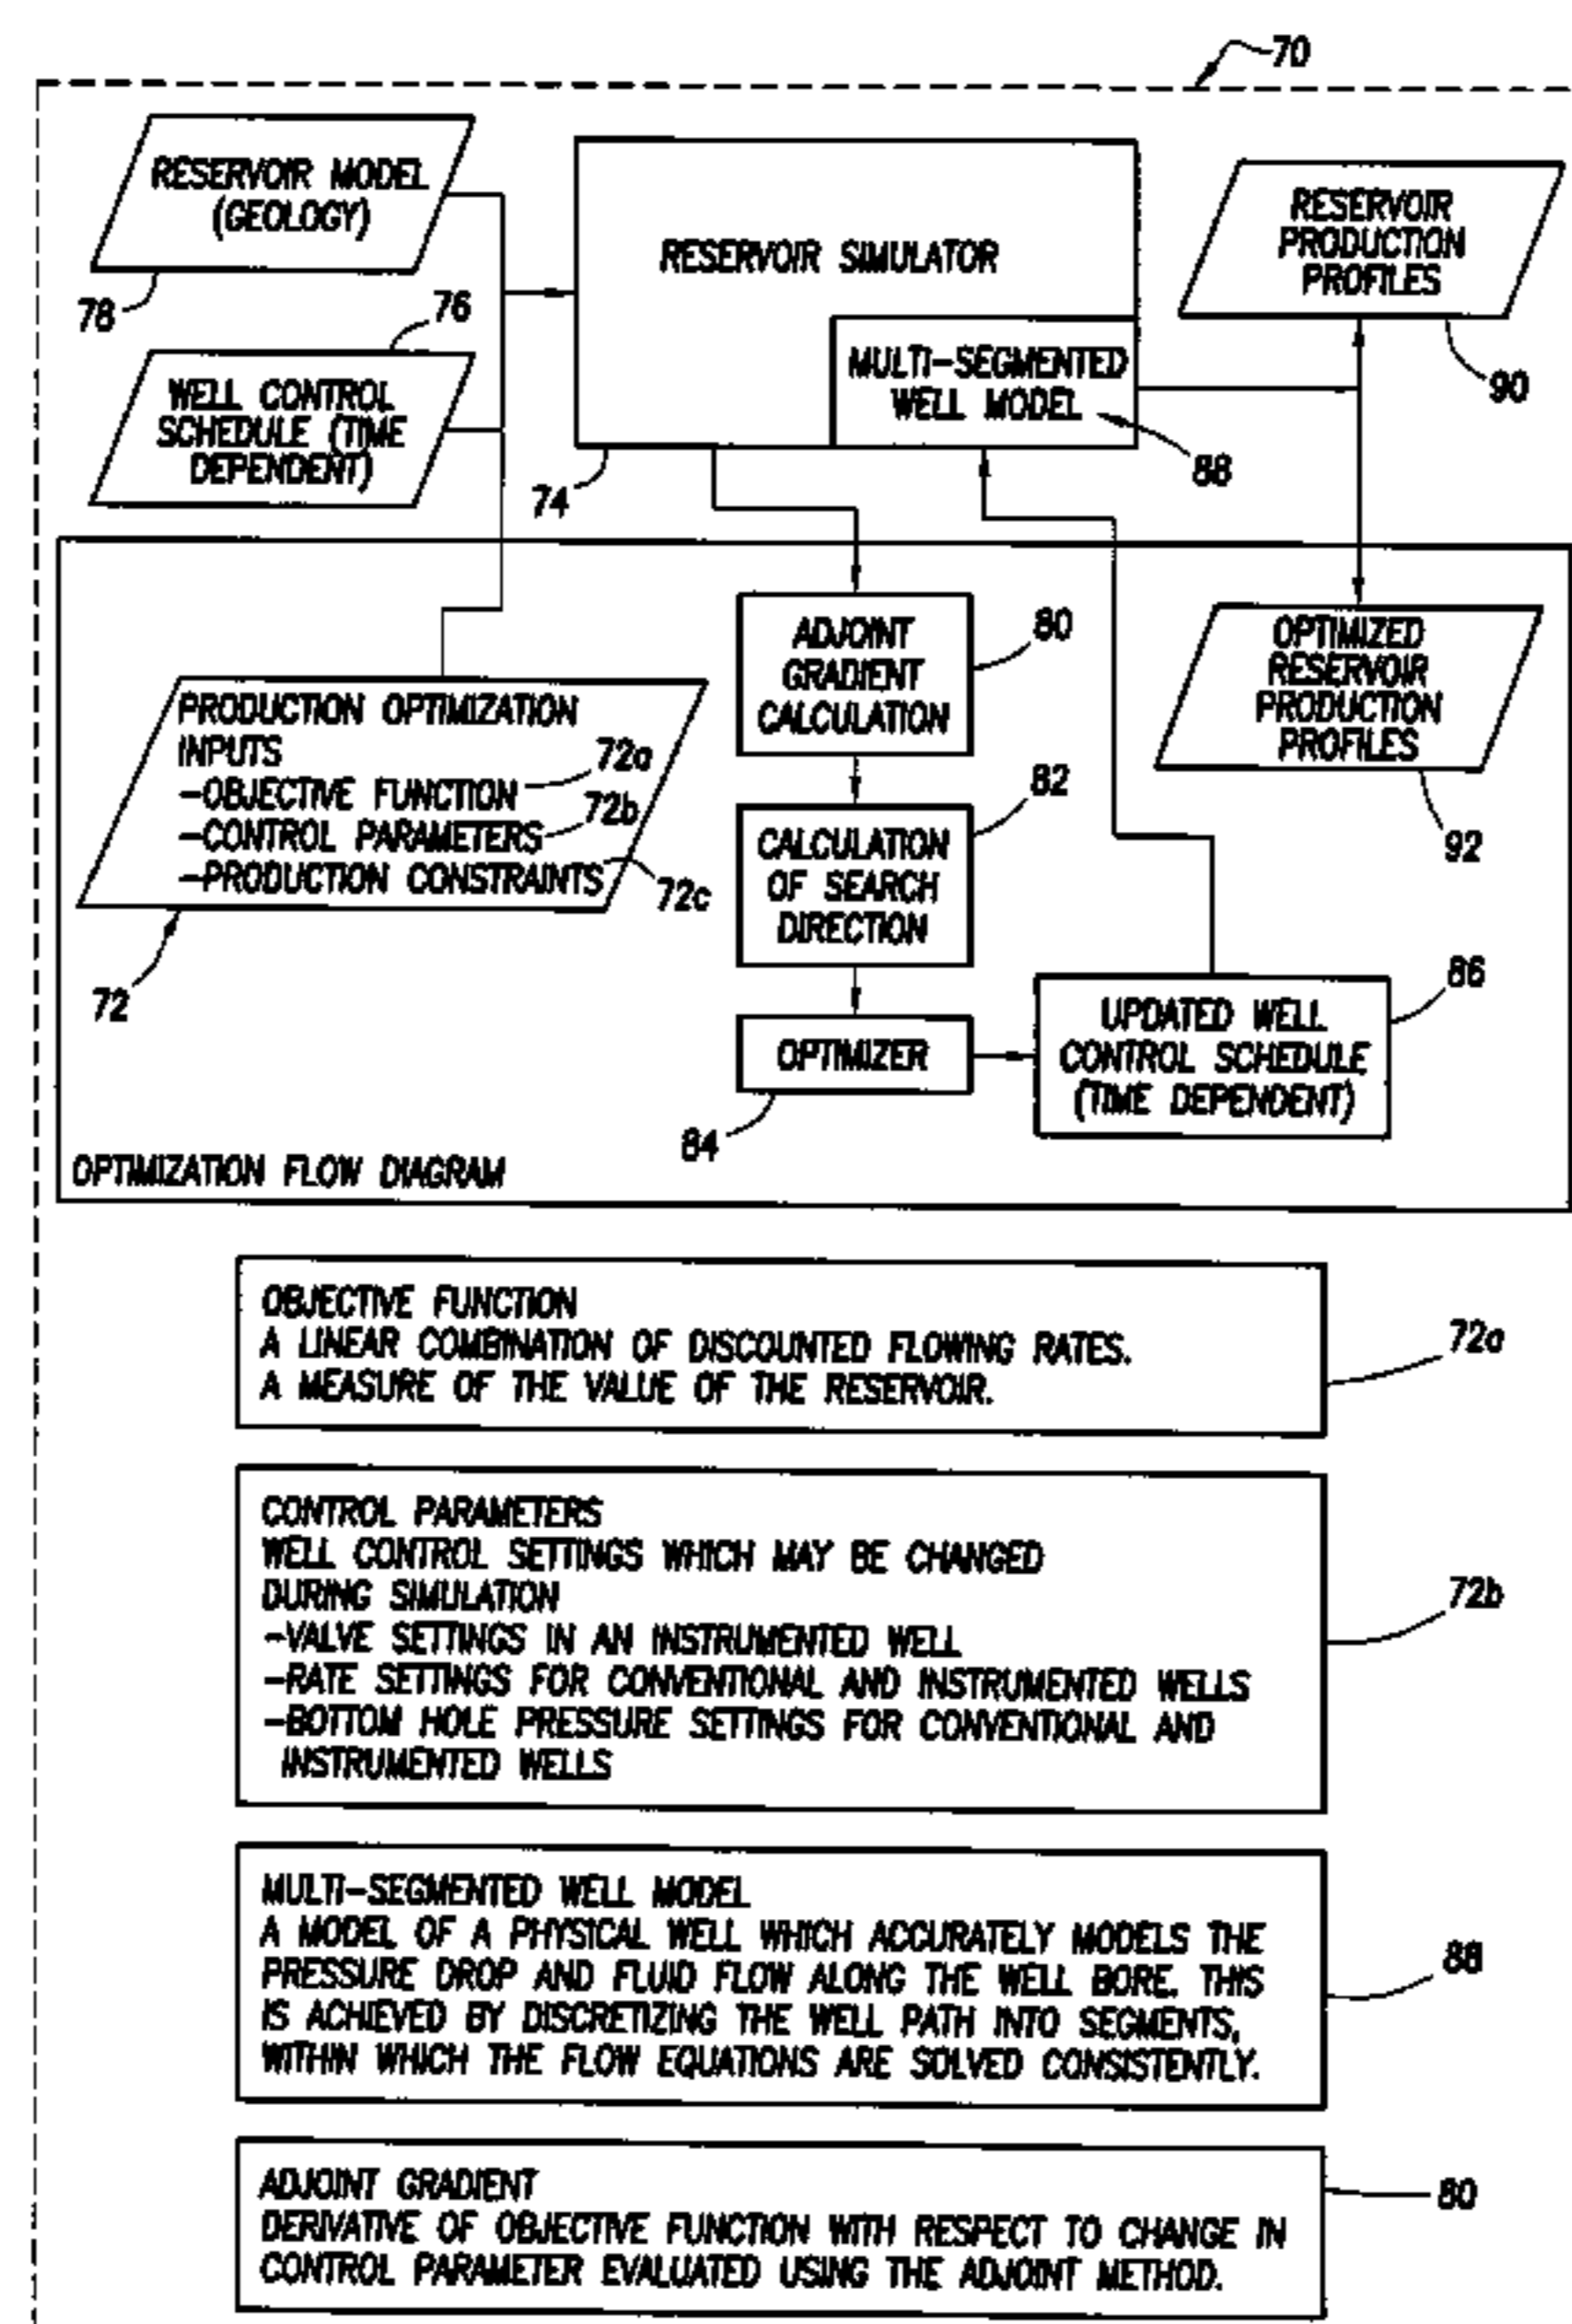 70
RESERVOIR MODEL
(GEOLOGY)
78
76
WELL CONTROL
SCHEDULE (TIME
DEPENDENT)
RESERVOIR SIMULATOR
MULTI-SEGMENTED
WELL MODEL
88
74
RESERVOIR
PRODUCTION
PROFILES
90
PRODUCTION OPTIMIZATION
INPUTS
-OBJECTIVE FUNCTION
72a
-CONTROL PARAMETERS
72b
-PRODUCTION CONSTRAINTS
72c
72
ADJOINT
GRADIENT
CALCULATION
80
CALCULATION
OF SEARCH
DIRECTION
82
OPTIMIZER
84
OPTIMIZED
RESERVOIR
PRODUCTION
PROFILES
92
UPDATED WELL
CONTROL SCHEDULE
(TIME DEPENDENT)
86
OPTIMIZATION FLOW DIAGRAM
OBJECTIVE FUNCTION
A LINEAR COMBINATION OF DISCOUNTED FLOWING RATES.
A MEASURE OF THE VALUE OF THE RESERVOIR.
72a
CONTROL PARAMETERS
WELL CONTROL SETTINGS WHICH MAY BE CHANGED
DURING SIMULATION
-VALVE SETTINGS IN AN INSTRUMENTED WELL
-RATE SETTINGS FOR CONVENTIONAL AND INSTRUMENTED WELLS
-BOTTOM HOLE PRESSURE SETTINGS FOR CONVENTIONAL AND
INSTRUMENTED WELLS
72b
MULTI-SEGMENTED WELL MODEL
A MODEL OF A PHYSICAL WELL WHICH ACCURATELY MODELS THE
PRESSURE DROP AND FLUID FLOW ALONG THE WELL BORE. THIS
IS ACHIEVED BY DISCRETIZING THE WELL PATH INTO SEGMENTS,
WITHIN WHICH THE FLOW EQUATIONS ARE SOLVED CONSISTENTLY.
88
ADJOINT GRADIENT
DERIVATIVE OF OBJECTIVE FUNCTION WITH RESPECT TO CHANGE IN
CONTROL PARAMETER EVALUATED USING THE ADJOINT METHOD.
80